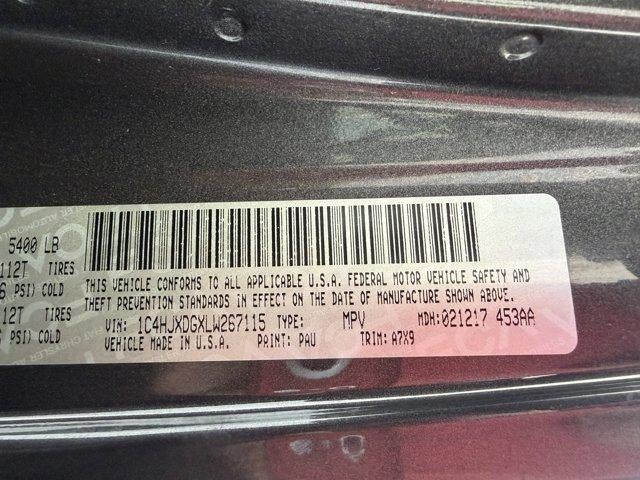 5400 LB
112T TIRES
PSI) COLD
12T TIRES
PSI) COLD
THIS VEHICLE CONFORMS TO ALL APPLICABLE U.S.A. FEDERAL MOTOR VEHICLE SAFETY AND
THEFT PREVENTION STANDARDS IN EFFECT ON THE DATE OF MANUFACTURE SHOWN ABOVE.
VIN: 1C4HJXDGXLW267115 TYPE: MPV MDH: 021217 453AA
VEHICLE MADE IN U.S.A. PAINT: PAU TRIM: A7X9